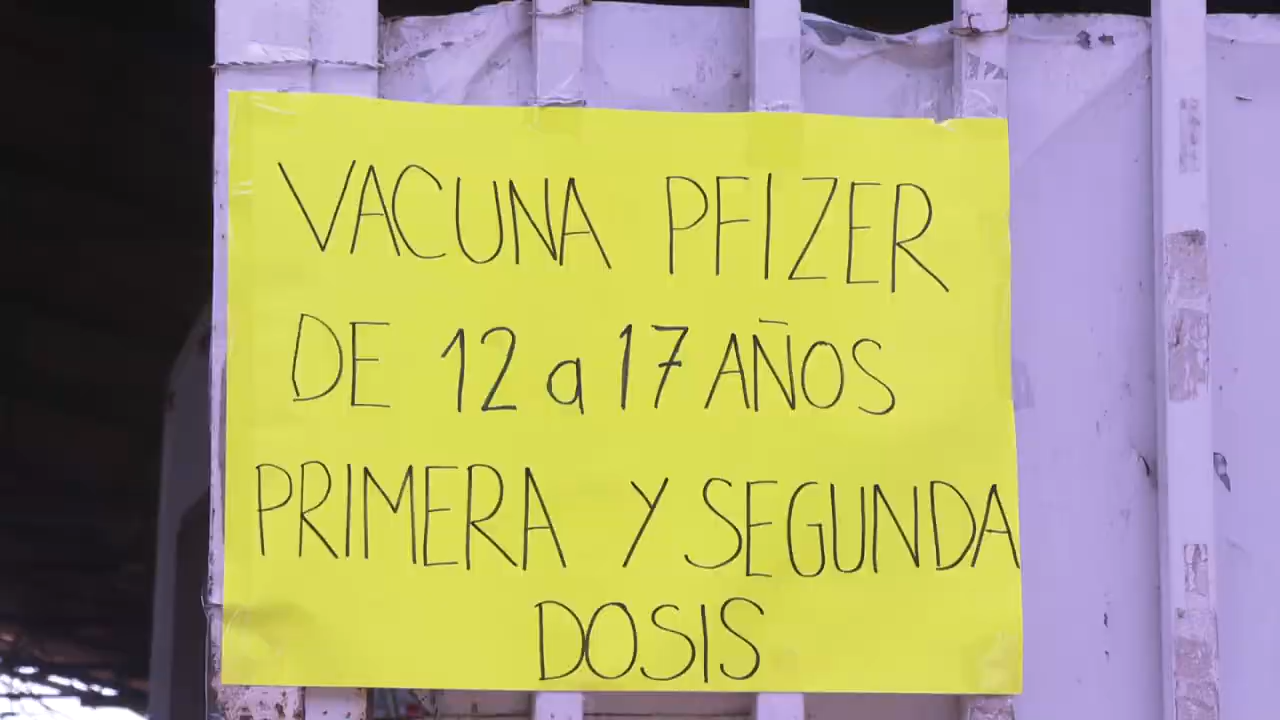 VACUNA PFIZER
DE 12 a 17 AÑOS
PRIMERA Y SEGUNDA
DOSIS